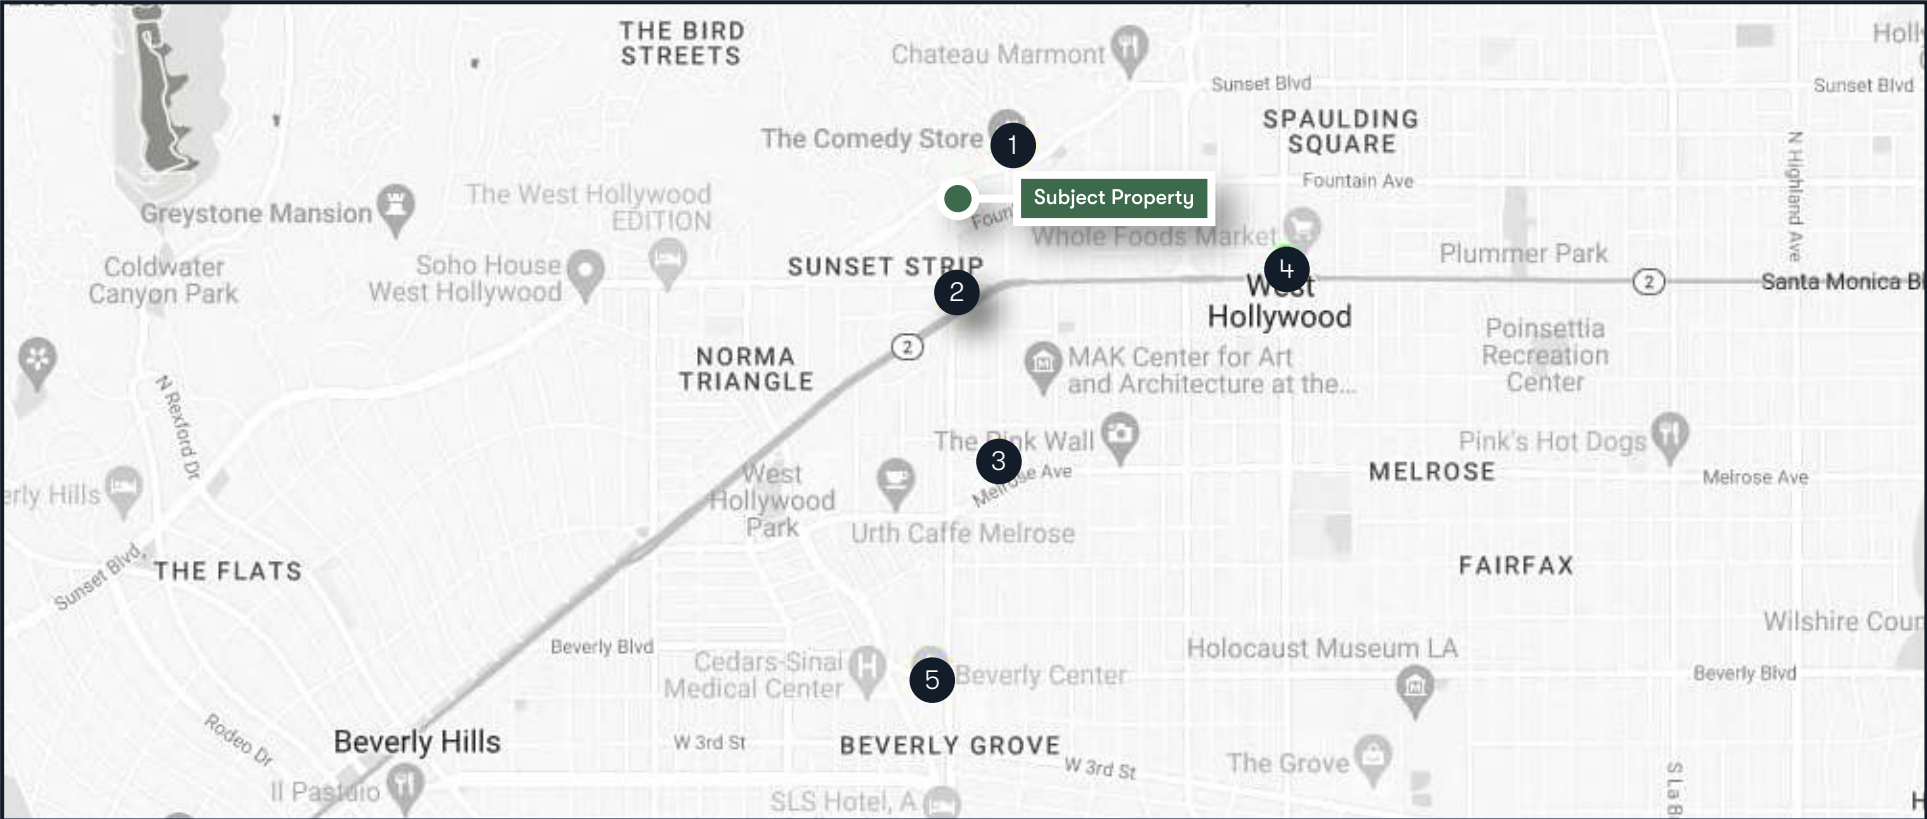 THE BIRD
STREETS
Chateau Marmont
Sunset Blvd
Sunset Blvd
SPAULDING
SQUARE
The Comedy Store
1
N Highland Ave
Fountain Ave
Subject Property
The West Hollywood
EDITION
Greystone Mansion
Whole Foods Market
Plummer Park
Coldwater
Canyon Park
Soho House
West Hollywood
SUNSET STRIP
4
2
West
Hollywood
2
Santa Monica B
2
NORMA
TRIANGLE
MAK Center for Art
and Architecture at the...
Poinsettia
Recreation
Center
N Rexford Dr
The Pink Wall
3
Melrose Ave
Pink's Hot Dogs
MELROSE
Melrose Ave
West
Hollywood
Park
erly Hills
Urth Caffe Melrose
Sunset Blvd
THE FLATS
FAIRFAX
Wilshire Cour
Beverly Blvd
Cedars-Sinai
Medical Center
5
Beverly Center
Holocaust Museum LA
Beverly Blvd
Rodeo Dr
Beverly Hills
W 3rd St
BEVERLY GROVE
W 3rd St
The Grove
S La B
Il Pastaio
SLS Hotel, A